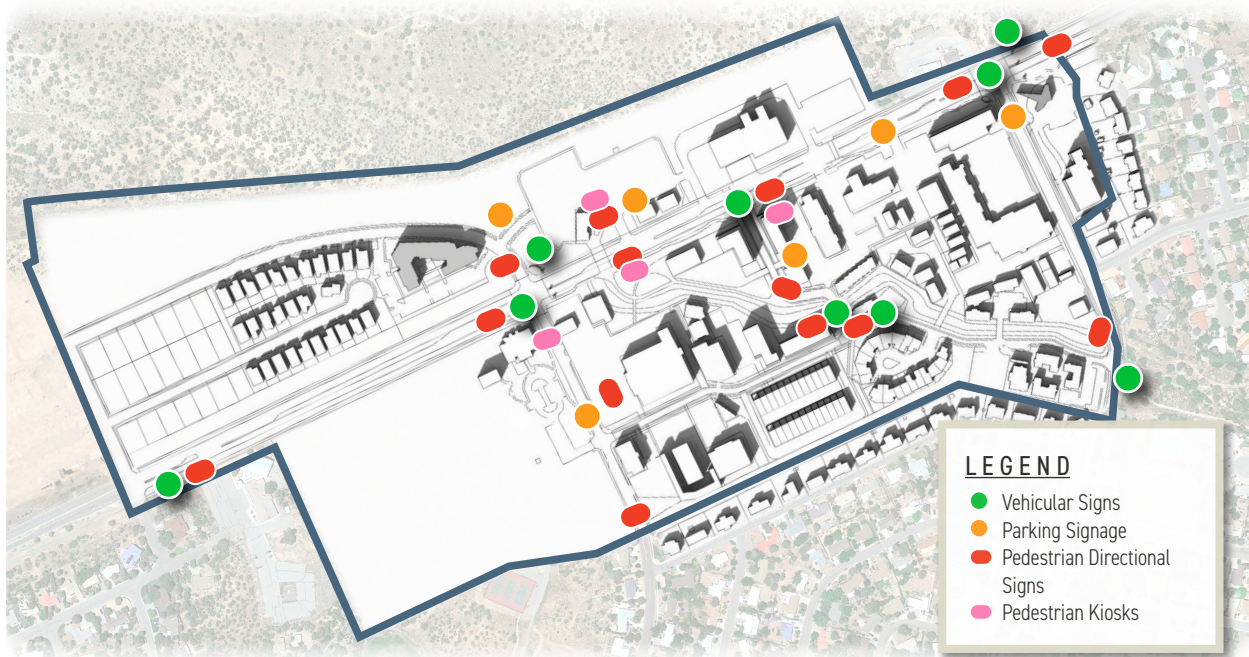 LEGEND
Vehicular Signs
Parking Signage
Pedestrian Directional
Signs
Pedestrian Kiosks